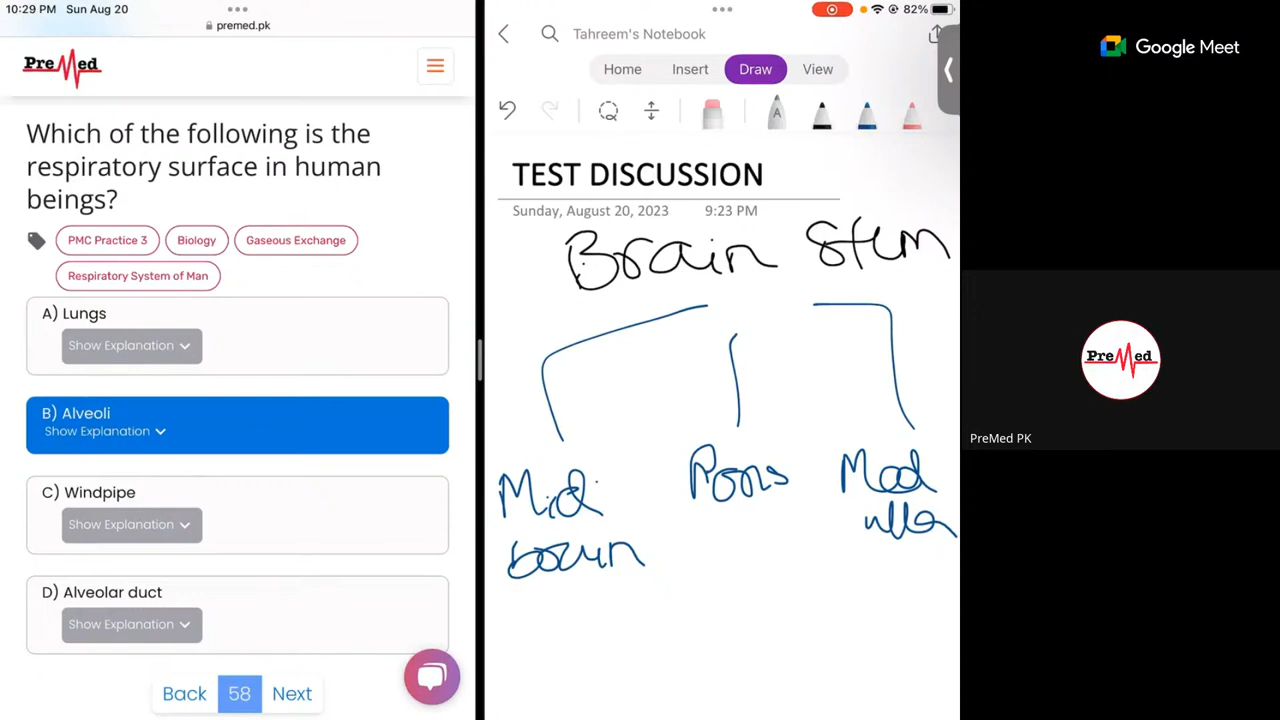 10:29 PM Sun Aug 20
premed.pk
PreMed
Which of the following is the
respiratory surface in human
beings?
PMC Practice 3
Biology
Gaseous Exchange
Respiratory System of Man
A) Lungs
Show Explanation
B) Alveoli
Show Explanation
C) Windpipe
Show Explanation
D) Alveolar duct
Show Explanation
Back 58 Next
82%
Tahreem's Notebook
Home Insert Draw View
A
TEST DISCUSSION
Sunday, August 20, 2023 9:23 PM
Brain Stem
Mid
brain
Pons
Med
ulla
Google Meet
PreMed
PreMed PK